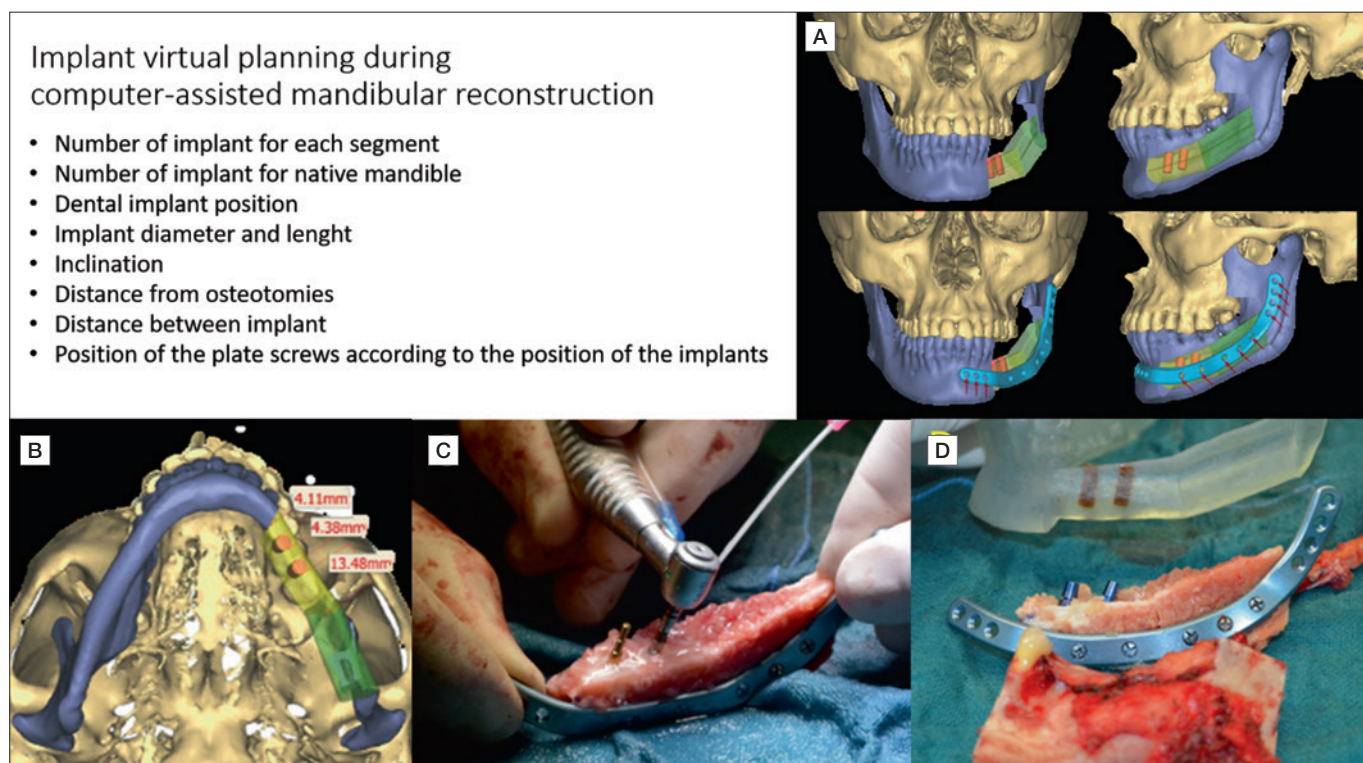 Implant virtual planning during
computer-assisted mandibular reconstruction
• Number of implant for each segment
• Number of implant for native mandible
• Dental implant position
• Implant diameter and lenght
• Inclination
• Distance from osteotomies
• Distance between implant
• Position of the plate screws according to the position of the implants
A
B
4.11mm
4.38mm
13.48mm
C
D